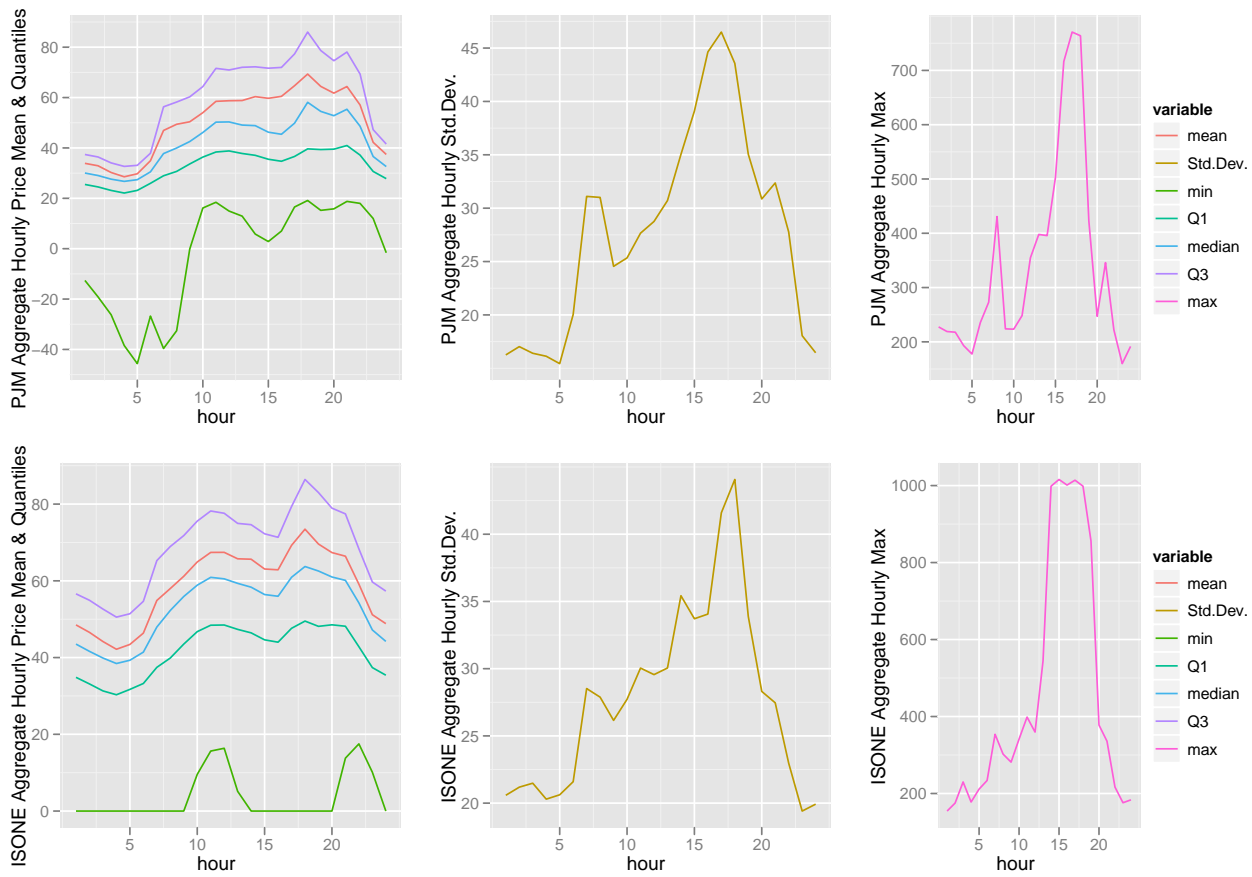 PJM Aggregate Hourly Price Mean & Quantiles
80
60
40
20
0
−20
−40
5
10
15
20
hour
PJM Aggregate Hourly Std.Dev.
45
40
35
30
25
20
5
10
15
20
hour
PJM Aggregate Hourly Max
700
600
500
400
300
200
5
10
15
20
hour
variable
mean
Std.Dev.
min
Q1
median
Q3
max
ISONE Aggregate Hourly Price Mean & Quantiles
80
60
40
20
0
5
10
15
20
hour
ISONE Aggregate Hourly Std.Dev.
40
35
30
25
20
5
10
15
20
hour
ISONE Aggregate Hourly Max
1000
800
600
400
200
5
10
15
20
hour
variable
mean
Std.Dev.
min
Q1
median
Q3
max